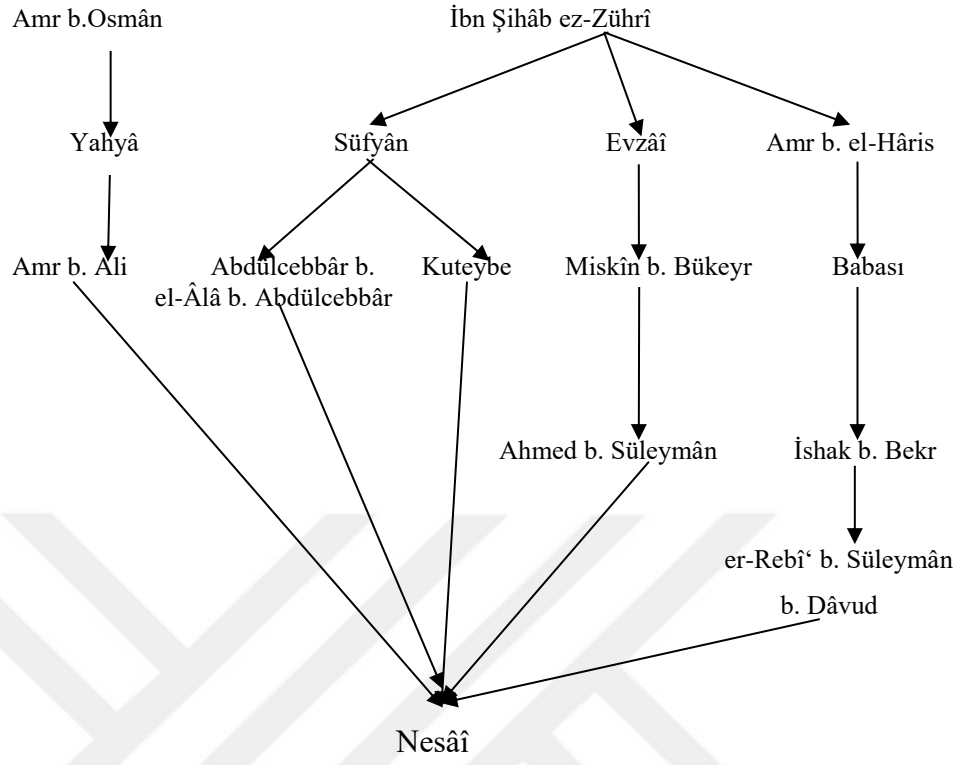 Amr b.Osmân
İbn Şihâb ez-Zührî
Yahyâ
Süfyân
Evzâî
Amr b. el-Hâris
Amr b. Ali
Abdülcebbâr b.
el-Âlâ b. Abdülcebbâr
Kuteybe
Miskîn b. Bükeyr
Babası
Ahmed b. Süleymân
İshak b. Bekr
er-Rebî‘ b. Süleymân
b. Dâvud
Nesâî